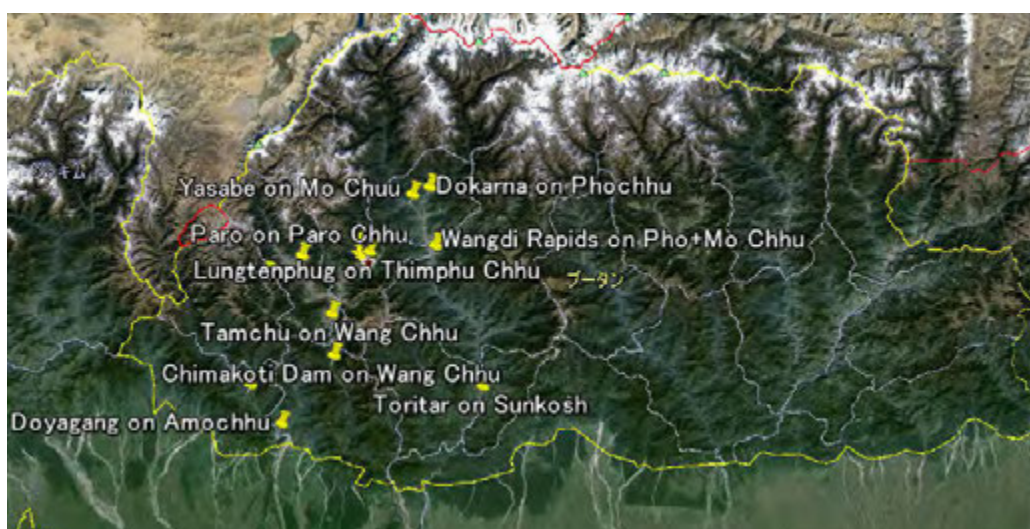 Yasabe on Mo Chuu
Dokarna on Phochhu
Paro on Paro Chhu
Wangdi Rapids on Pho+Mo Chhu
Lungtenphug on Thimphu Chhu
ブータン
Tamchu on Wang Chhu
Chimakoti Dam on Wang Chhu
Toritar on Sunkosh
Doyagang on Amochhu